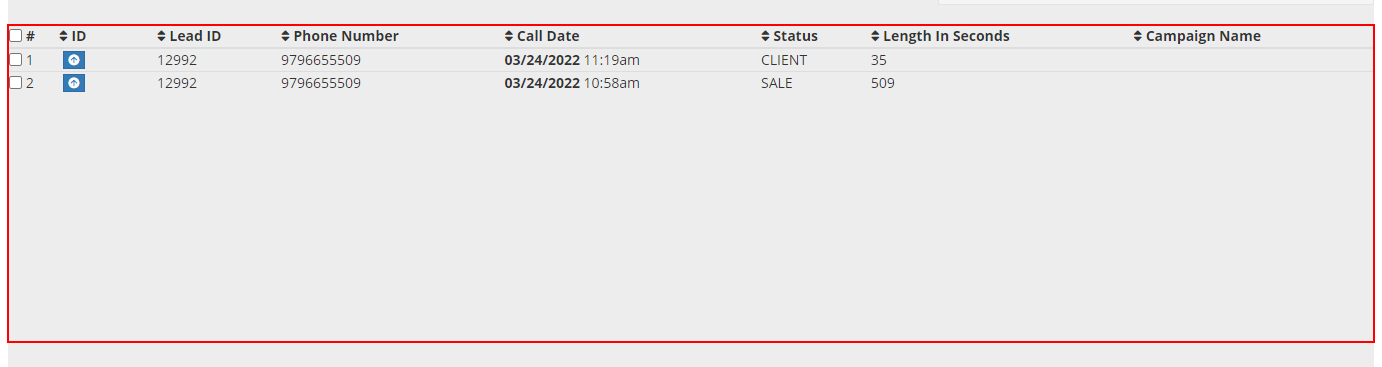 # ID Lead ID Phone Number Call Date Status Length In Seconds Campaign Name
1 12992 9796655509 03/24/2022 11:19am CLIENT 35
2 12992 9796655509 03/24/2022 10:58am SALE 509